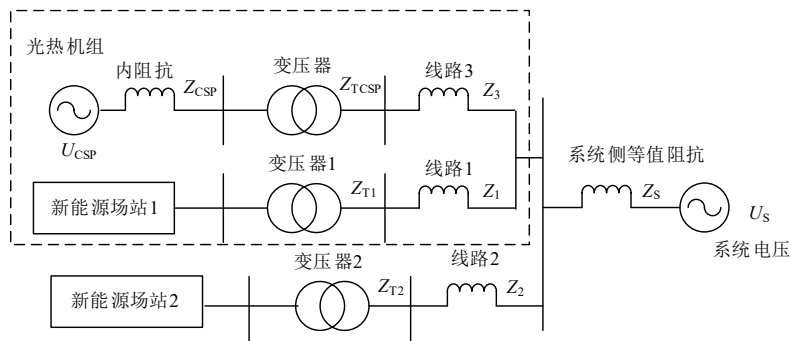 光热机组
内阻抗
Z_CSP
变压器
Z_TCSP
线路3
Z_3
U_CSP
新能源场站1
变压器1
Z_T1
线路1
Z_1
系统侧等值阻抗
Z_S
U_S
系统电压
新能源场站2
变压器2
Z_T2
线路2
Z_2